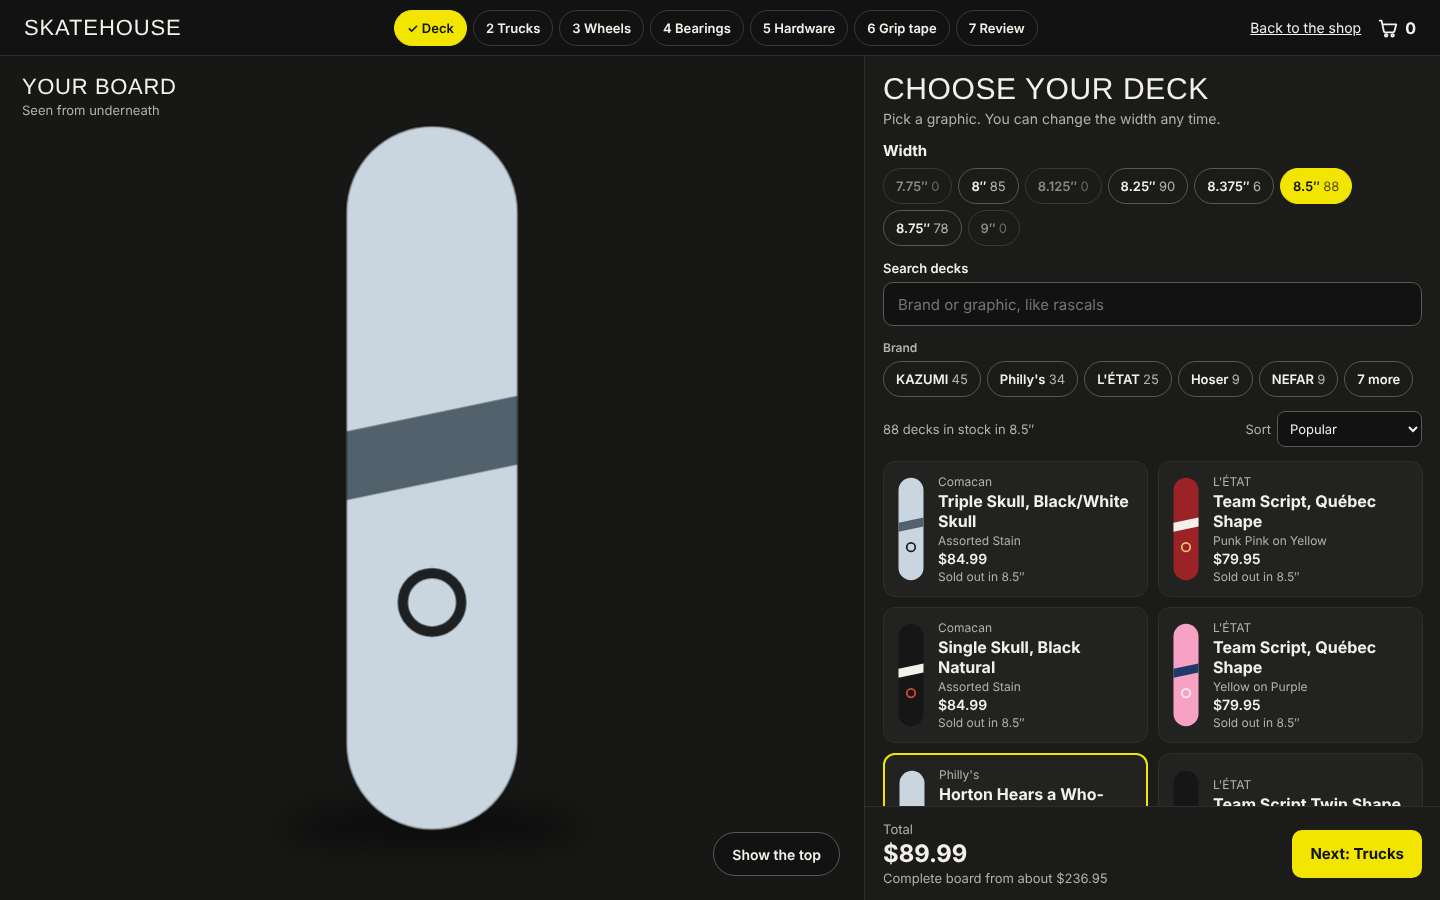 SKATEHOUSE
✓ Deck
2 Trucks
3 Wheels
4 Bearings
5 Hardware
6 Grip tape
7 Review
Back to the shop
0
YOUR BOARD
Seen from underneath
Show the top
CHOOSE YOUR DECK
Pick a graphic. You can change the width any time.
Width
7.75″ 0
8″ 85
8.125″ 0
8.25″ 90
8.375″ 6
8.5″ 88
8.75″ 78
9″ 0
Search decks
Brand or graphic, like rascals
Brand
KAZUMI 45
Philly's 34
L'ÉTAT 25
Hoser 9
NEFAR 9
7 more
88 decks in stock in 8.5″
Sort
Popular
Comacan
Triple Skull, Black/White
Skull
Assorted Stain
$84.99
Sold out in 8.5″
L'ÉTAT
Team Script, Québec
Shape
Punk Pink on Yellow
$79.95
Sold out in 8.5″
Comacan
Single Skull, Black
Natural
Assorted Stain
$84.99
Sold out in 8.5″
L'ÉTAT
Team Script, Québec
Shape
Yellow on Purple
$79.95
Sold out in 8.5″
Philly's
Horton Hears a Who-
L'ÉTAT
Team Script Twin Shape
Total
$89.99
Complete board from about $236.95
Next: Trucks